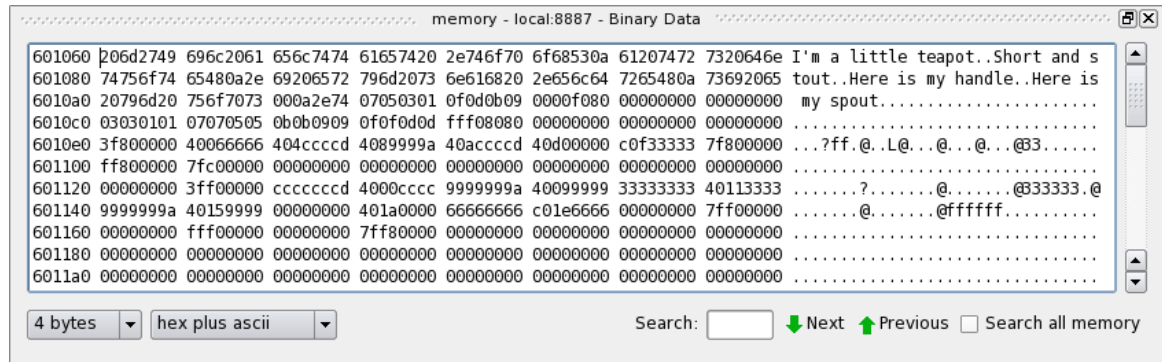 memory - local:8887 - Binary Data
601060 206d2749 696c2061 656c7474 61657420 2e746f70 6f68530a 61207472 7320646e I'm a little teapot..Short and s
601080 74756f74 65480a2e 69206572 796d2073 6e616820 2e656c64 7265480a 73692065 tout..Here is my handle..Here is
6010a0 20796d20 756f7073 000a2e74 07050301 0f0d0b09 0000f080 00000000 00000000  my spout.......................
6010c0 03030101 07070505 0b0b0909 0f0f0d0d fff08080 00000000 00000000 00000000 ................................
6010e0 3f800000 40066666 404ccccd 4089999a 40accccd 40d00000 c0f33333 7f800000 ...?ff.@..L@...@...@...@33......
601100 ff800000 7fc00000 00000000 00000000 00000000 00000000 00000000 00000000 ................................
601120 00000000 3ff00000 cccccccd 4000cccc 9999999a 40099999 33333333 40113333 .......?.......@.......@333333.@
601140 9999999a 40159999 00000000 401a0000 66666666 c01e6666 00000000 7ff00000 .......@.......@ffffff..........
601160 00000000 fff00000 00000000 7ff80000 00000000 00000000 00000000 00000000 ................................
601180 00000000 00000000 00000000 00000000 00000000 00000000 00000000 00000000 ................................
6011a0 00000000 00000000 00000000 00000000 00000000 00000000 00000000 00000000 ................................
4 bytes hex plus ascii Search: Next Previous Search all memory